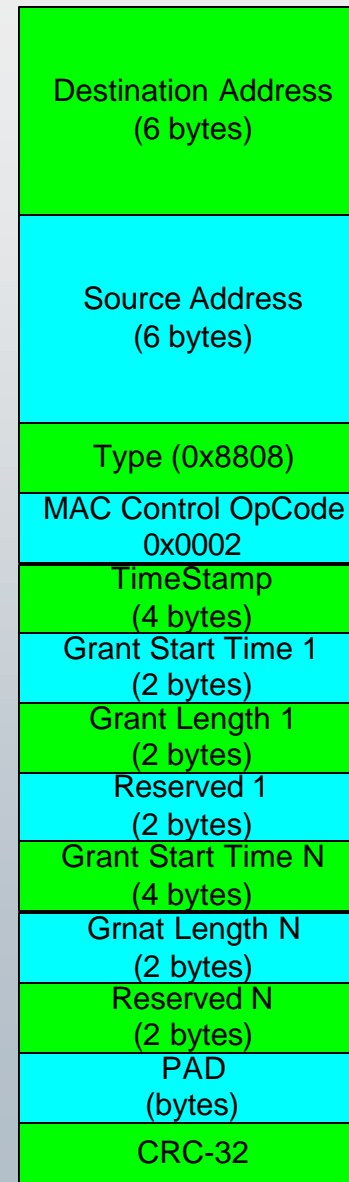 Destination Address
(6 bytes)
Source Address
(6 bytes)
Type (0x8808)
MAC Control OpCode
0x0002
TimeStamp
(4 bytes)
Grant Start Time 1
(2 bytes)
Grant Length 1
(2 bytes)
Reserved 1
(2 bytes)
Grant Start Time N
(4 bytes)
Grnat Length N
(2 bytes)
Reserved N
(2 bytes)
PAD
(bytes)
CRC-32